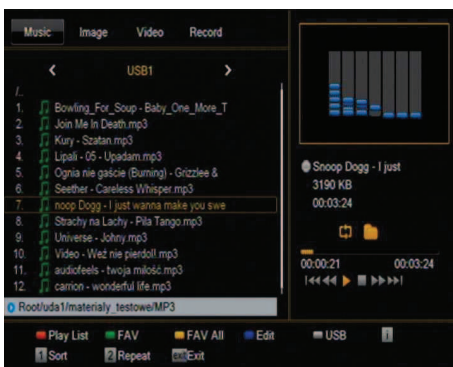 Music Image Video Record
USB1
/..
1. Bowling_For_Soup - Baby_One_More_T
2. Join Me In Death.mp3
3. Kury - Szatan.mp3
4. Lipali - 05 - Upadam.mp3
5. Ognia nie gaście (Burning) - Grizzlee &
6. Seether - Careless Whisper.mp3
7. noop Dogg - I just wanna make you swe
8. Strachy na Lachy - Piła Tango.mp3
9. Universe - Johny.mp3
10. Video - Weź nie pierdoll.mp3
11. audiofeels - twoja miłość.mp3
12. carrion - wonderful life.mp3
Root/uda1/materialy_testowe/MP3
Snoop Dogg - I just
3190 KB
00:03:24
00:00:21 00:03:24
Play List FAV FAV All Edit USB i
1 Sort 2 Repeat exit Exit